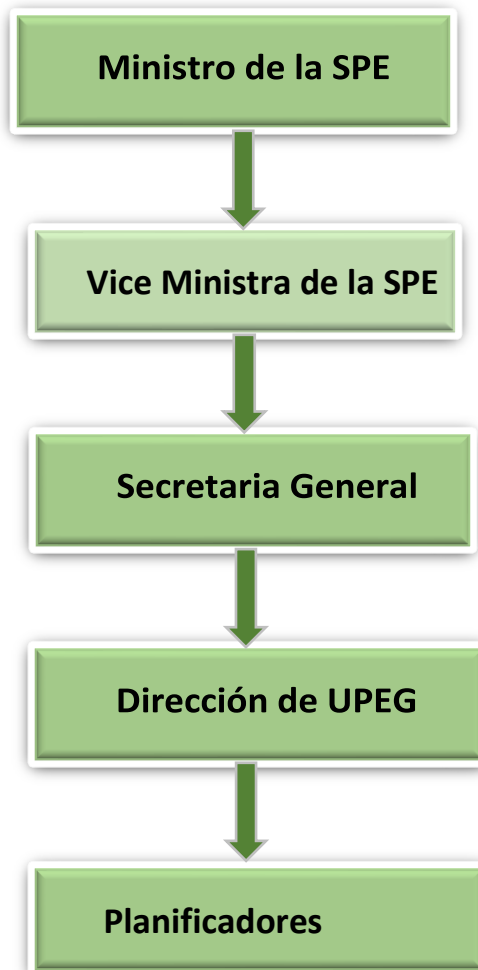 Ministro de la SPE
Vice Ministra de la SPE
Secretaria General
Dirección de UPEG
Planificadores